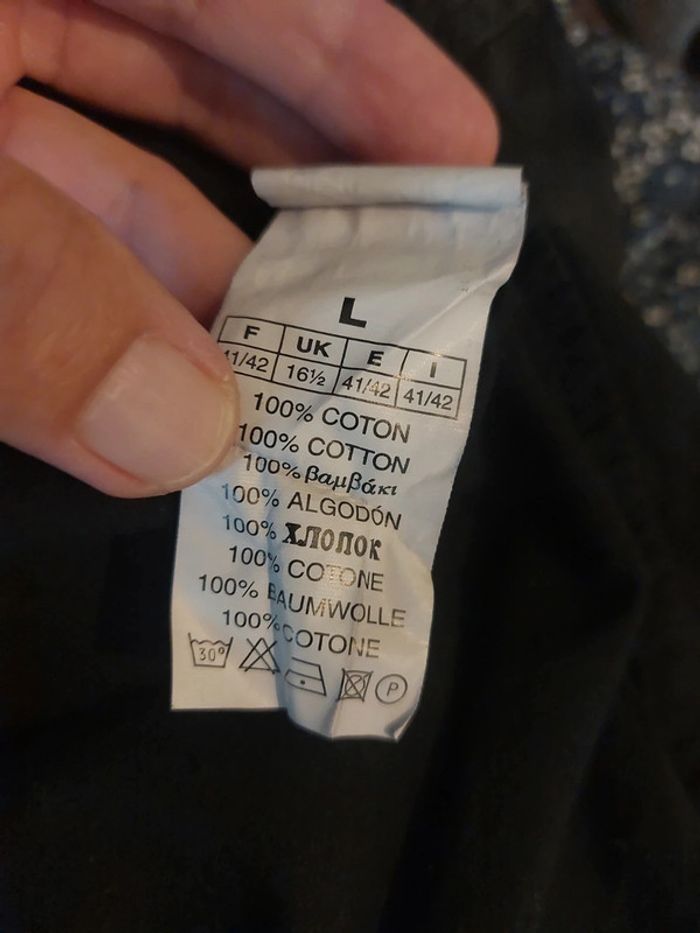 L
F UK E I
41/42 16½ 41/42 41/42
100% COTON
100% COTTON
100% βαμβάκι
100% ALGODÓN
100% ХЛОПОК
100% COTONE
100% BAUMWOLLE
100% COTONE
30° P